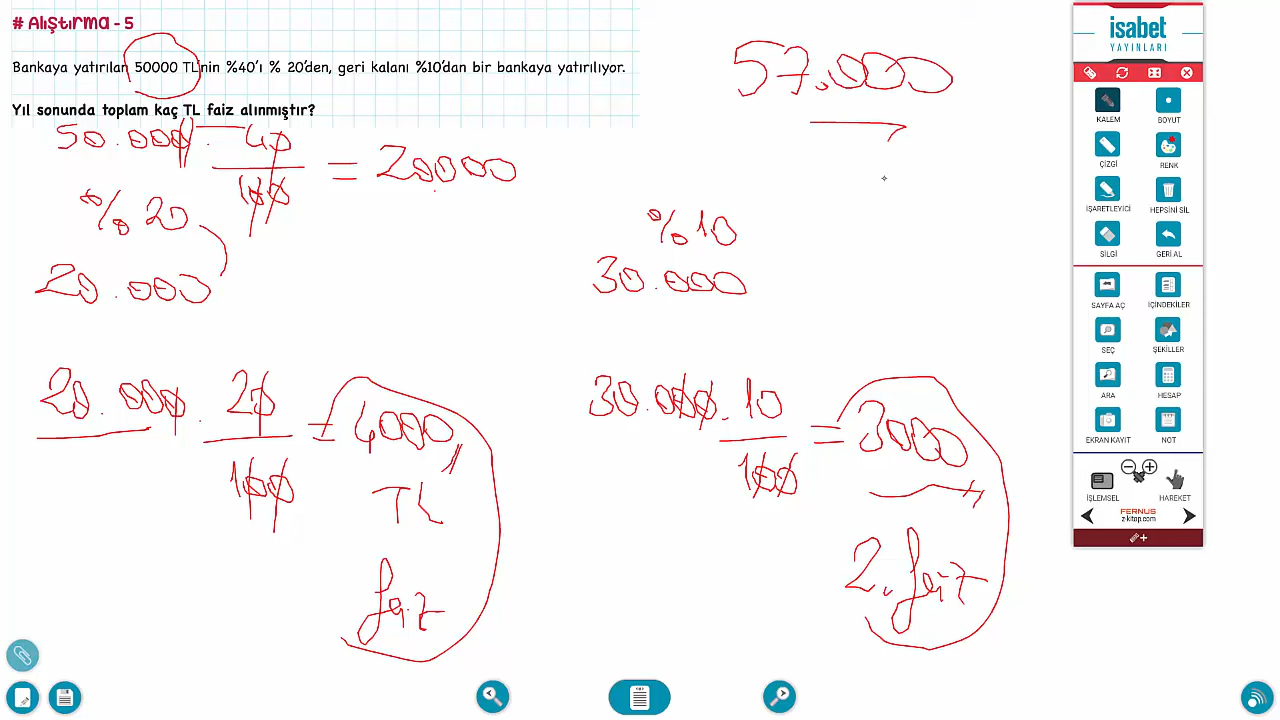 # Alıştırma - 5
Bankaya yatırılan 50000 TL'nin %40'ı % 20'den, geri kalanı %10'dan bir bankaya yatırılıyor.
Yıl sonunda toplam kaç TL faiz alınmıştır?
57.000
50.000 . 40
100
= 20000
% 20
20.000
% 10
30.000
20.000 . 20
100
= 4000
TL
faiz
30.000 . 10
100
= 3000
2. faiz
isabet
YAYINLARI
KALEM
BOYUT
ÇİZGİ
RENK
İŞARETLEYİCİ
HEPSİNİ SİL
SİLGİ
GERİ AL
SAYFA AÇ
İÇİNDEKİLER
SEÇ
ŞEKİLLER
ARA
HESAP
EKRAN KAYIT
NOT
İŞLEMSEL
HAREKET
FERNUS
z-kitap.com